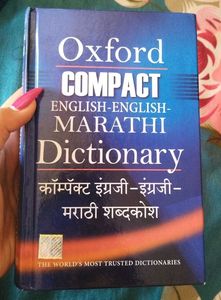 Oxford
COMPACT
ENGLISH-ENGLISH-
MARATHI
Dictionary
कॉम्पॅक्ट इंग्रजी-इंग्रजी-
मराठी शब्दकोश
THE WORLD'S MOST TRUSTED DICTIONARIES